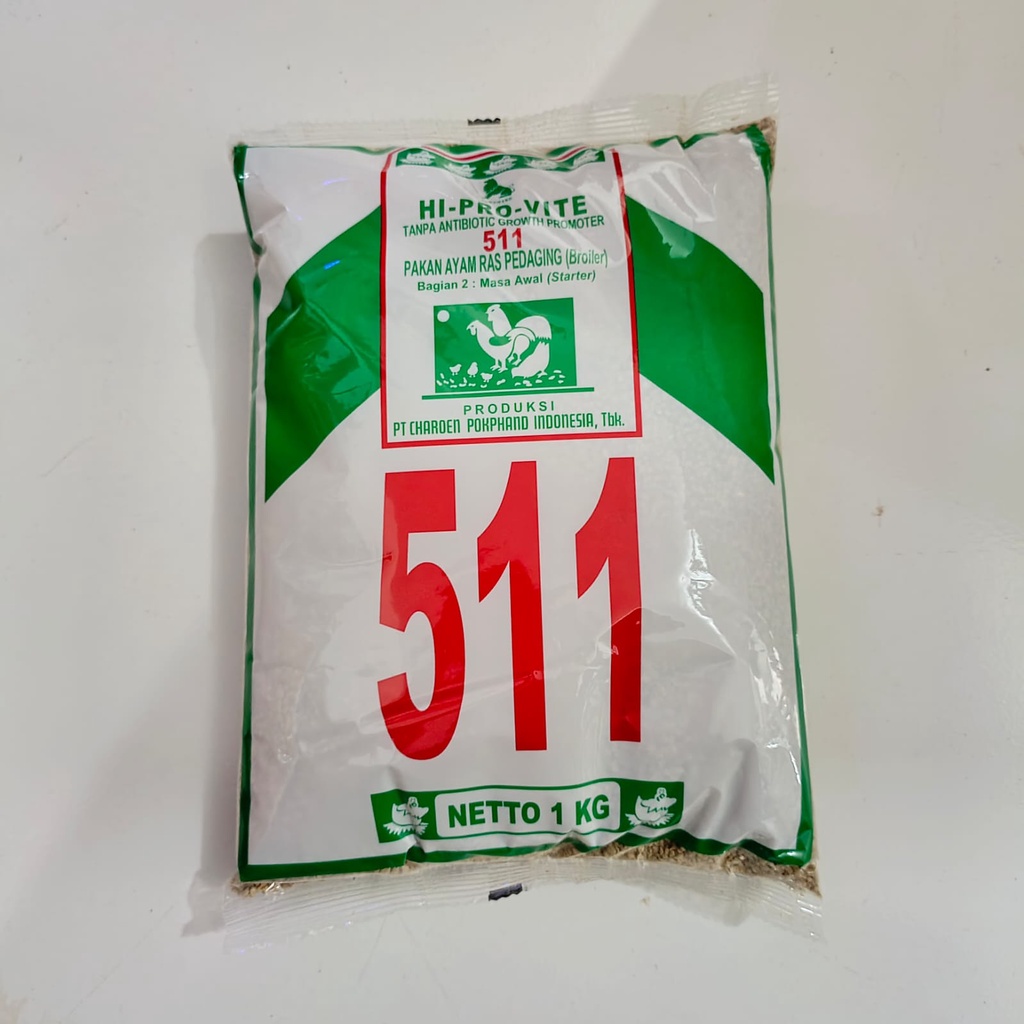 HI-PRO-VITE
TANPA ANTIBIOTIC GROWTH PROMOTER
511
PAKAN AYAM RAS PEDAGING (Broiler)
Bagian 2 : Masa Awal (Starter)
PRODUKSI
PT CHAROEN POKPHAND INDONESIA, Tbk.
511
NETTO 1 KG